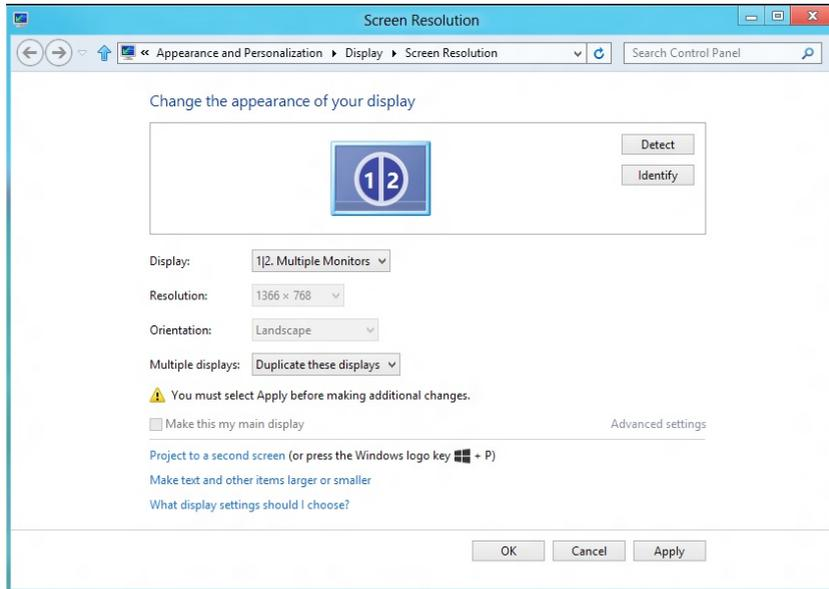 Screen Resolution
« Appearance and Personalization Display Screen Resolution
Search Control Panel
Change the appearance of your display
1|2
Detect
Identify
Display: 1|2. Multiple Monitors
Resolution: 1366 × 768
Orientation: Landscape
Multiple displays: Duplicate these displays
You must select Apply before making additional changes.
Make this my main display Advanced settings
Project to a second screen (or press the Windows logo key + P)
Make text and other items larger or smaller
What display settings should I choose?
OK Cancel Apply